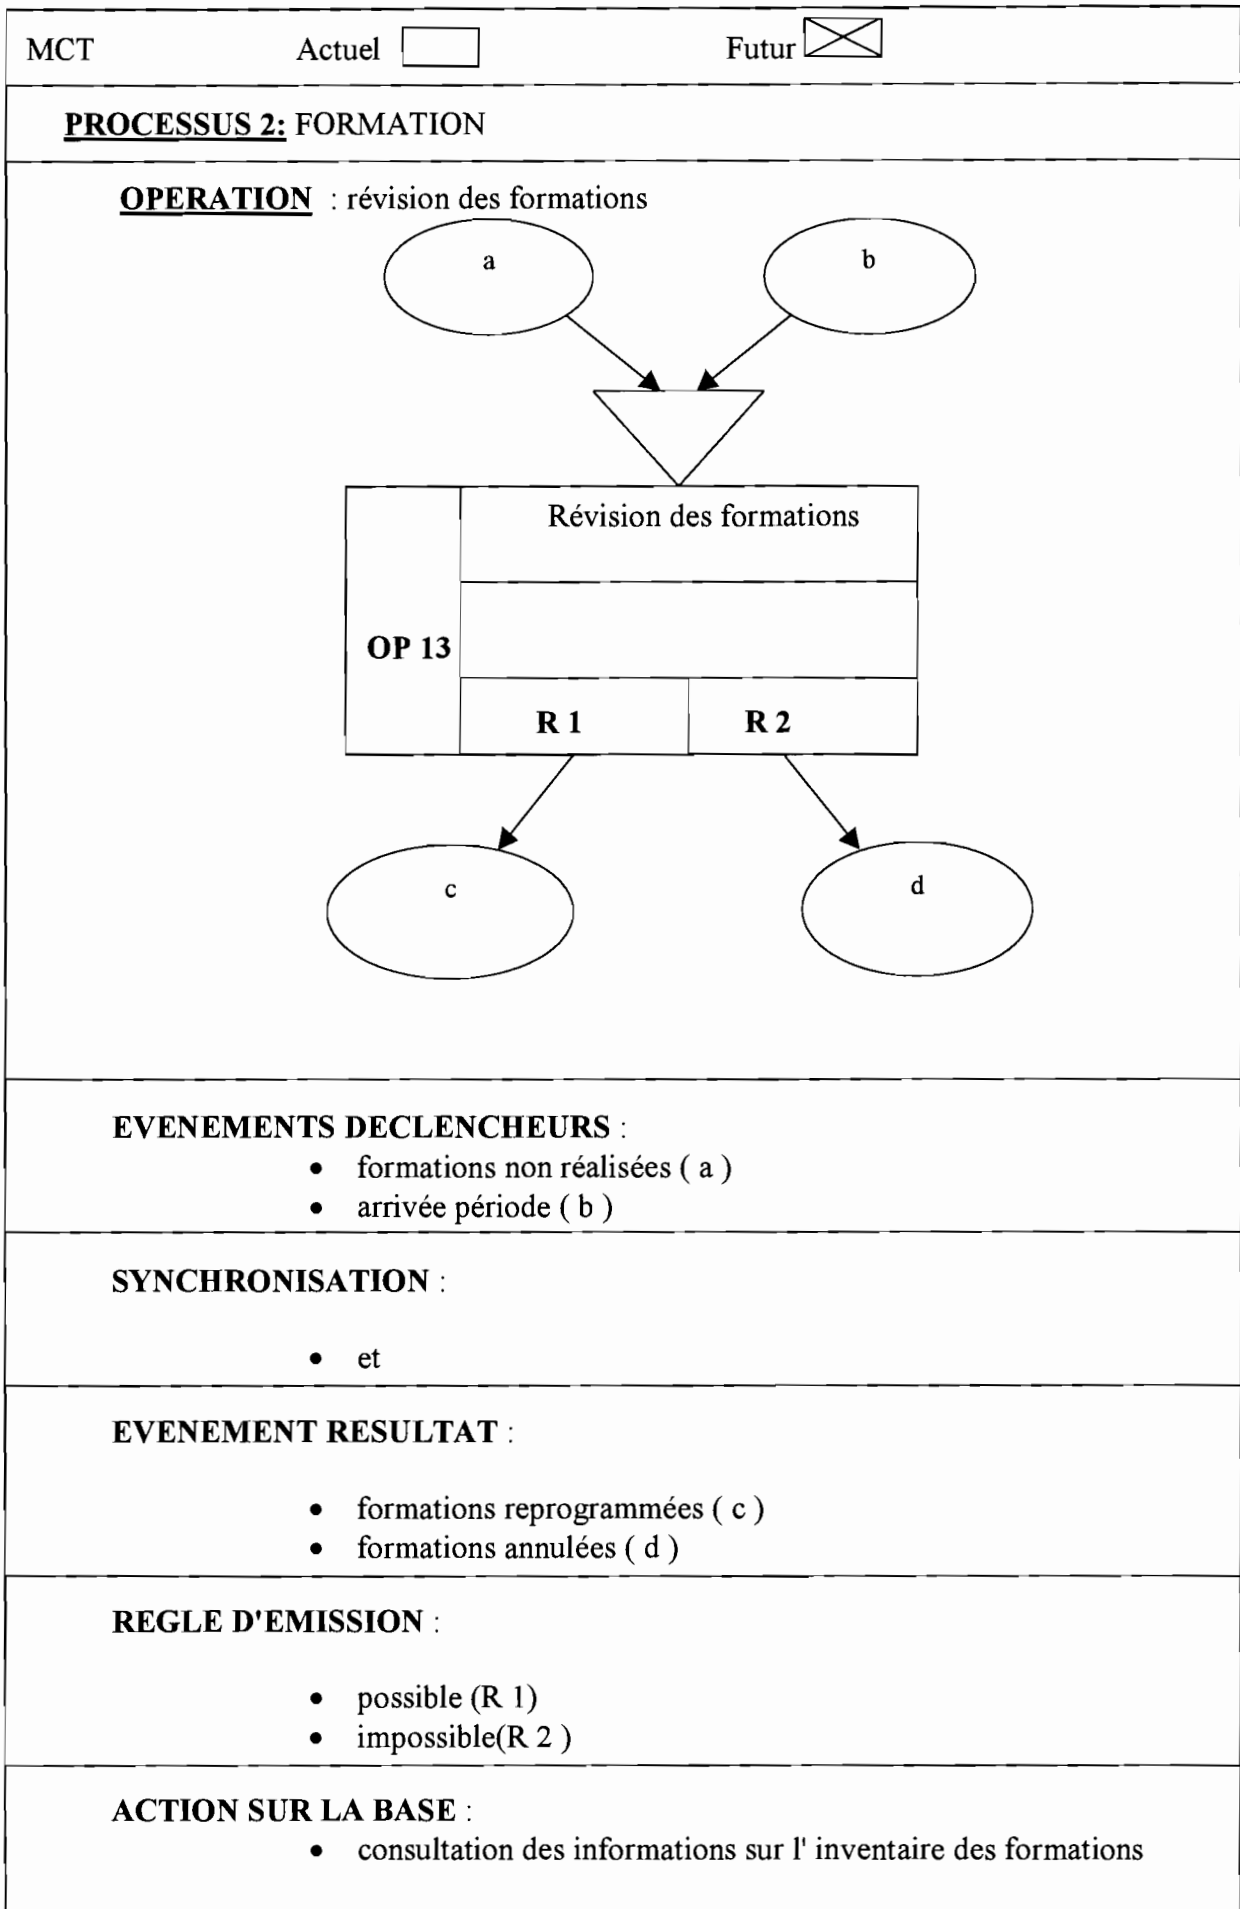 MCT Actuel Futur
PROCESSUS 2: FORMATION
OPERATION : révision des formations
a b
Révision des formations
OP 13
R 1 R 2
c d
EVENEMENTS DECLENCHEURS :
• formations non réalisées ( a )
• arrivée période ( b )
SYNCHRONISATION :
• et
EVENEMENT RESULTAT :
• formations reprogrammées ( c )
• formations annulées ( d )
REGLE D'EMISSION :
• possible (R 1)
• impossible(R 2 )
ACTION SUR LA BASE :
• consultation des informations sur l' inventaire des formations